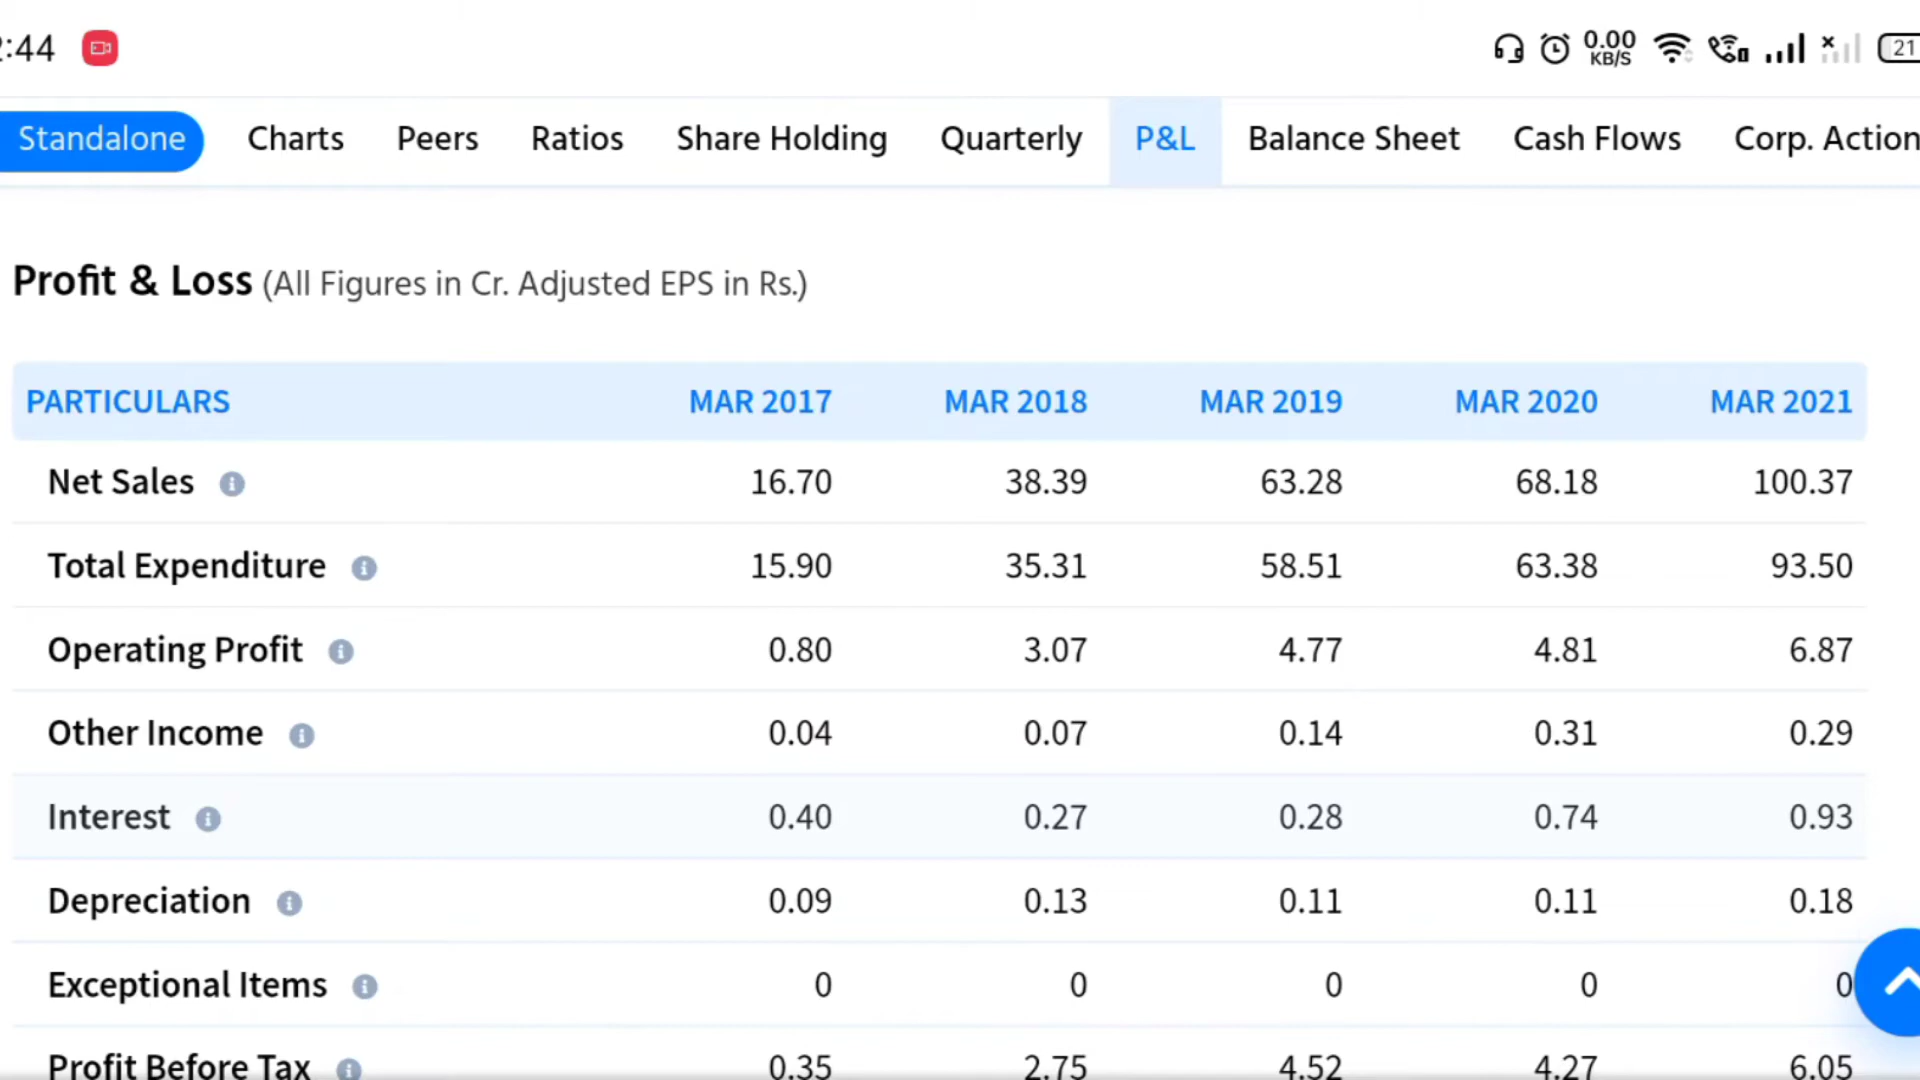 :44 0.00 KB/S 21
Standalone Charts Peers Ratios Share Holding Quarterly P&L Balance Sheet Cash Flows Corp. Action
Profit & Loss (All Figures in Cr. Adjusted EPS in Rs.)
PARTICULARS MAR 2017 MAR 2018 MAR 2019 MAR 2020 MAR 2021
Net Sales 16.70 38.39 63.28 68.18 100.37
Total Expenditure 15.90 35.31 58.51 63.38 93.50
Operating Profit 0.80 3.07 4.77 4.81 6.87
Other Income 0.04 0.07 0.14 0.31 0.29
Interest 0.40 0.27 0.28 0.74 0.93
Depreciation 0.09 0.13 0.11 0.11 0.18
Exceptional Items 0 0 0 0 0
Profit Before Tax 0.35 2.75 4.52 4.27 6.05